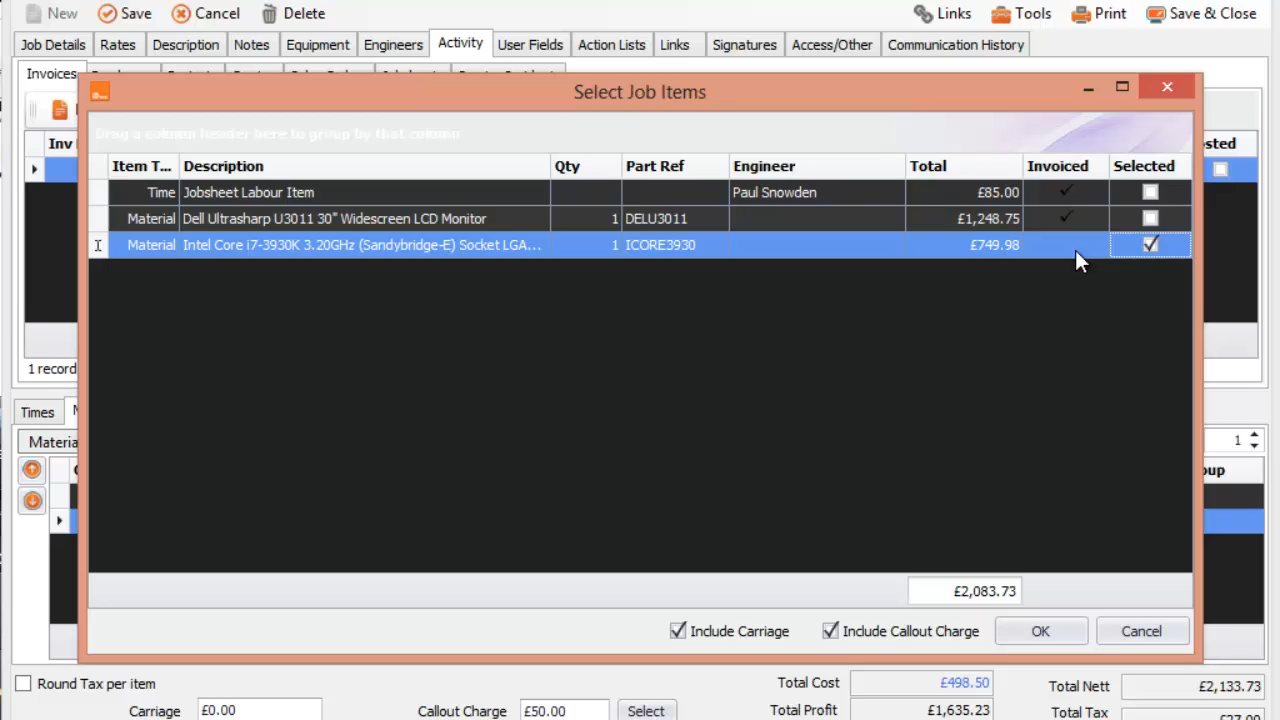 New Save Cancel Delete Links Tools Print Save & Close
Job Details Rates Description Notes Equipment Engineers Activity User Fields Action Lists Links Signatures Access/Other Communication History
Invoices
Select Job Items
Drag a column header here to group by that column
Inv
Item T... Description Qty Part Ref Engineer Total Invoiced Selected
Time Jobsheet Labour Item Paul Snowden £85.00
Material Dell Ultrasharp U3011 30" Widescreen LCD Monitor 1 DELU3011 £1,248.75
Material Intel Core i7-3930K 3.20GHz (Sandybridge-E) Socket LGA... 1 ICORE3930 £749.98
1 record
Times
Materia 1
£2,083.73
Include Carriage Include Callout Charge OK Cancel
Round Tax per item Total Cost £498.50 Total Nett £2,133.73
Carriage £0.00 Callout Charge £50.00 Select Total Profit £1,635.23 Total Tax